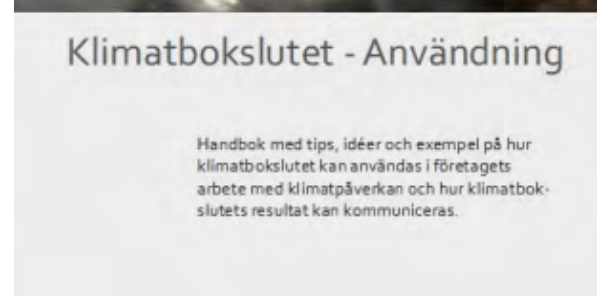 Klimatbokslutet - Användning
Handbok med tips, idéer och exempel på hur
klimatbokslutet kan användas i företagets
arbete med klimatpåverkan och hur klimatbok-
slutets resultat kan kommuniceras.